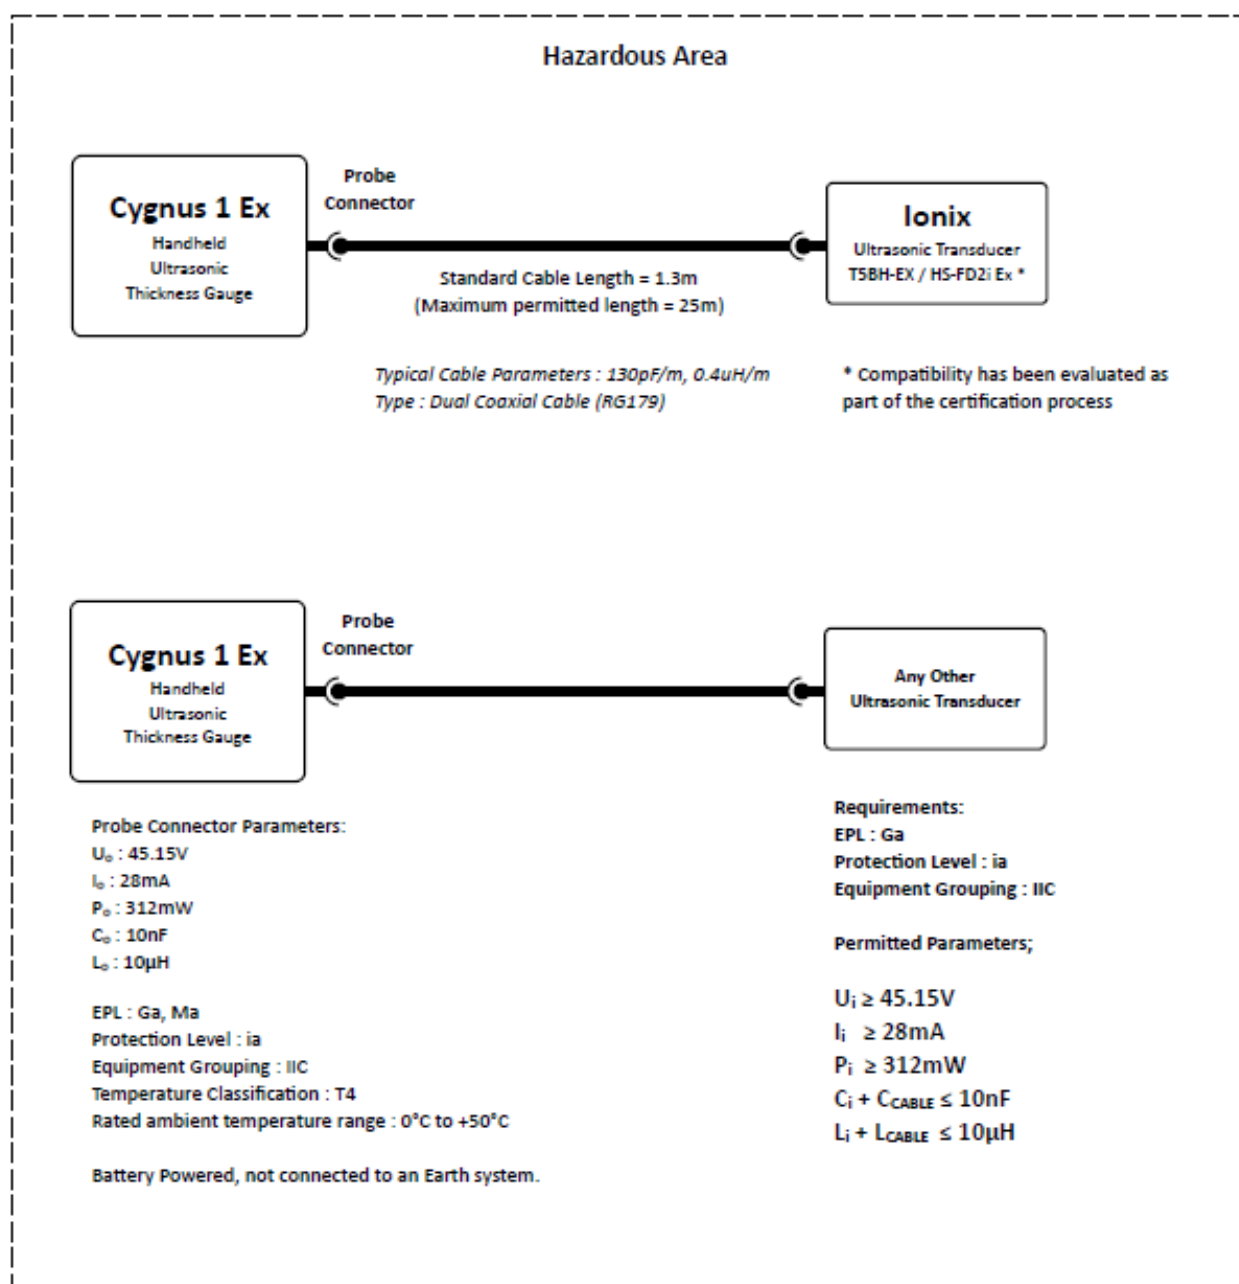 Hazardous Area
Cygnus 1 Ex
Handheld
Ultrasonic
Thickness Gauge
Probe
Connector
Standard Cable Length = 1.3m
(Maximum permitted length = 25m)
Ionix
Ultrasonic Transducer
T5BH-EX / HS-FD2i Ex *
Typical Cable Parameters : 130pF/m, 0.4uH/m
Type : Dual Coaxial Cable (RG179)
* Compatibility has been evaluated as
part of the certification process
Cygnus 1 Ex
Handheld
Ultrasonic
Thickness Gauge
Probe
Connector
Any Other
Ultrasonic Transducer
Probe Connector Parameters:
Uₒ : 45.15V
Iₒ : 28mA
Pₒ : 312mW
Cₒ : 10nF
Lₒ : 10µH
EPL : Ga, Ma
Protection Level : ia
Equipment Grouping : IIC
Temperature Classification : T4
Rated ambient temperature range : 0°C to +50°C
Battery Powered, not connected to an Earth system.
Requirements:
EPL : Ga
Protection Level : ia
Equipment Grouping : IIC
Permitted Parameters;
Uᵢ ≥ 45.15V
Iᵢ ≥ 28mA
Pᵢ ≥ 312mW
Cᵢ + CCABLE ≤ 10nF
Lᵢ + LCABLE ≤ 10µH